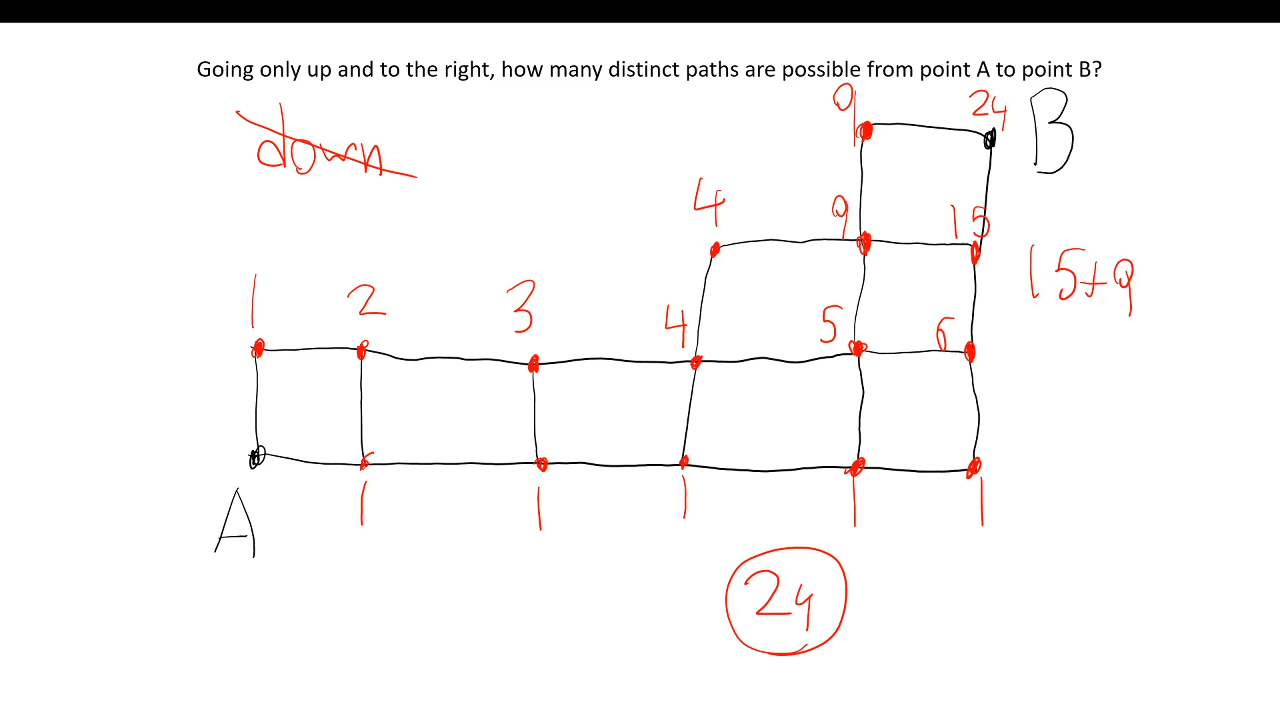 Going only up and to the right, how many distinct paths are possible from point A to point B?
down
9 24 B
4 9 15
15+9
1 2 3 4 5 6
A 1 1 1 1 1
24